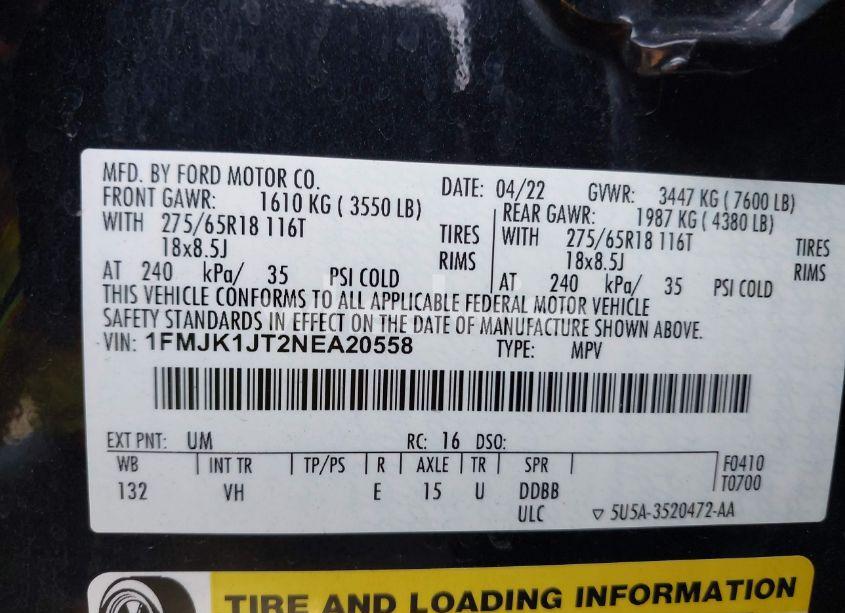 MFD. BY FORD MOTOR CO. DATE: 04/22 GVWR: 3447 KG ( 7600 LB)
FRONT GAWR: 1610 KG ( 3550 LB) REAR GAWR: 1987 KG ( 4380 LB)
WITH 275/65R18 116T TIRES WITH 275/65R18 116T TIRES
18x8.5J RIMS 18x8.5J RIMS
AT 240 kPa/ 35 PSI COLD AT 240 kPa/ 35 PSI COLD
THIS VEHICLE CONFORMS TO ALL APPLICABLE FEDERAL MOTOR VEHICLE
SAFETY STANDARDS IN EFFECT ON THE DATE OF MANUFACTURE SHOWN ABOVE.
VIN: 1FMJK1JT2NEA20558 TYPE: MPV
EXT PNT: UM RC: 16 DSO:
WB INT TR TP/PS R AXLE TR SPR F0410
132 VH E 15 U DDBB T0700
ULC ▽ 5U5A-3520472-AA
TIRE AND LOADING INFORMATION